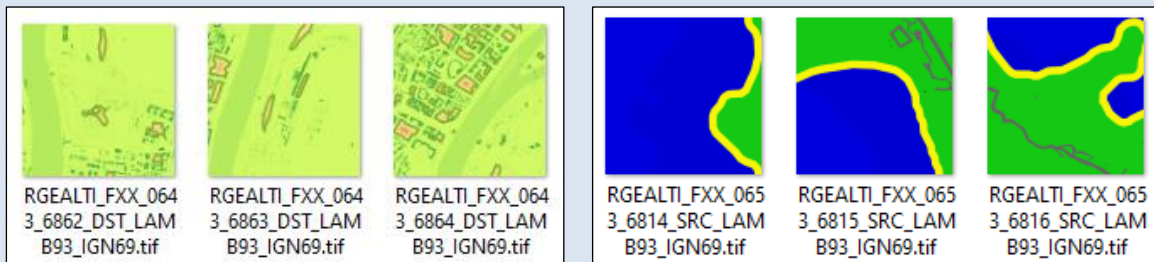 RGEALTI_FXX_064
3_6862_DST_LAM
B93_IGN69.tif
RGEALTI_FXX_064
3_6863_DST_LAM
B93_IGN69.tif
RGEALTI_FXX_064
3_6864_DST_LAM
B93_IGN69.tif
RGEALTI_FXX_065
3_6814_SRC_LAM
B93_IGN69.tif
RGEALTI_FXX_065
3_6815_SRC_LAM
B93_IGN69.tif
RGEALTI_FXX_065
3_6816_SRC_LAM
B93_IGN69.tif